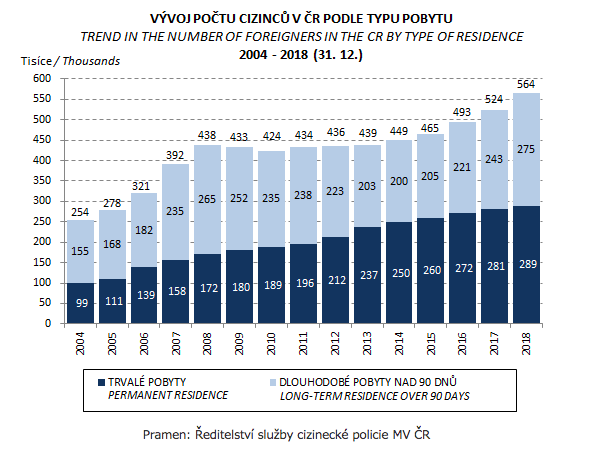 VÝVOJ POČTU CIZINCŮ V ČR PODLE TYPU POBYTU
TREND IN THE NUMBER OF FOREIGNERS IN THE CR BY TYPE OF RESIDENCE
2004 - 2018 (31. 12.)
Tisíce / Thousands
600
550
500
450
400
350
300
250
200
150
100
50
0
254 278 321 392 438 433 424 434 436 439 449 465 493 524 564
155 168 182 235 265 252 235 238 223 203 200 205 221 243 275
99 111 139 158 172 180 189 196 212 237 250 260 272 281 289
2004 2005 2006 2007 2008 2009 2010 2011 2012 2013 2014 2015 2016 2017 2018
TRVALÉ POBYTY
PERMANENT RESIDENCE
DLOUHODOBÉ POBYTY NAD 90 DNŮ
LONG-TERM RESIDENCE OVER 90 DAYS
Pramen: Ředitelství služby cizinecké policie MV ČR